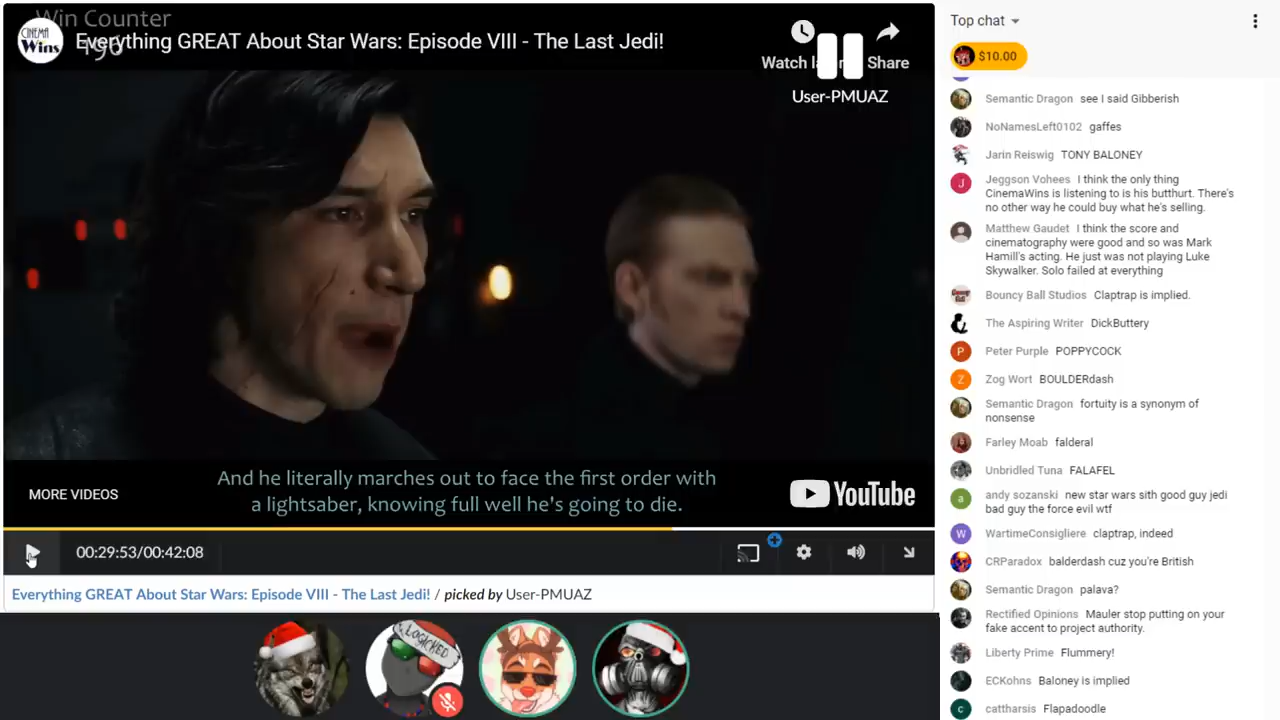 Win Counter
196
CINEMA
Wins
Everything GREAT About Star Wars: Episode VIII - The Last Jedi!
Share
User-PMUAZ
And he literally marches out to face the first order with
a lightsaber, knowing full well he's going to die.
MORE VIDEOS
YouTube
00:29:53/00:42:08
Everything GREAT About Star Wars: Episode VIII - The Last Jedi! / picked by User-PMUAZ
LOGICKED
Top chat
$10.00
Semantic Dragon see I said Gibberish
NoNamesLeft0102 gaffes
Jarin Reiswig TONY BALONEY
J
Jeggson Vohees I think the only thing
CinemaWins is listening to is his butthurt. There's
no other way he could buy what he's selling.
Matthew Gaudet I think the score and
cinematography were good and so was Mark
Hamill's acting. He just was not playing Luke
Skywalker. Solo failed at everything
Bouncy Ball Studios Claptrap is implied.
The Aspiring Writer DickButtery
P
Peter Purple POPPYCOCK
Z
Zog Wort BOULDERdash
Semantic Dragon fortuity is a synonym of
nonsense
Farley Moab falderal
Unbridled Tuna FALAFEL
a
andy sozanski new star wars sith good guy jedi
bad guy the force evil wtf
W
WartimeConsigliere claptrap, indeed
CRParadox balderdash cuz you're British
Semantic Dragon palava?
Rectified Opinions Mauler stop putting on your
fake accent to project authority.
Liberty Prime Flummery!
ECKohns Baloney is implied
c
cattharsis Flapadoodle